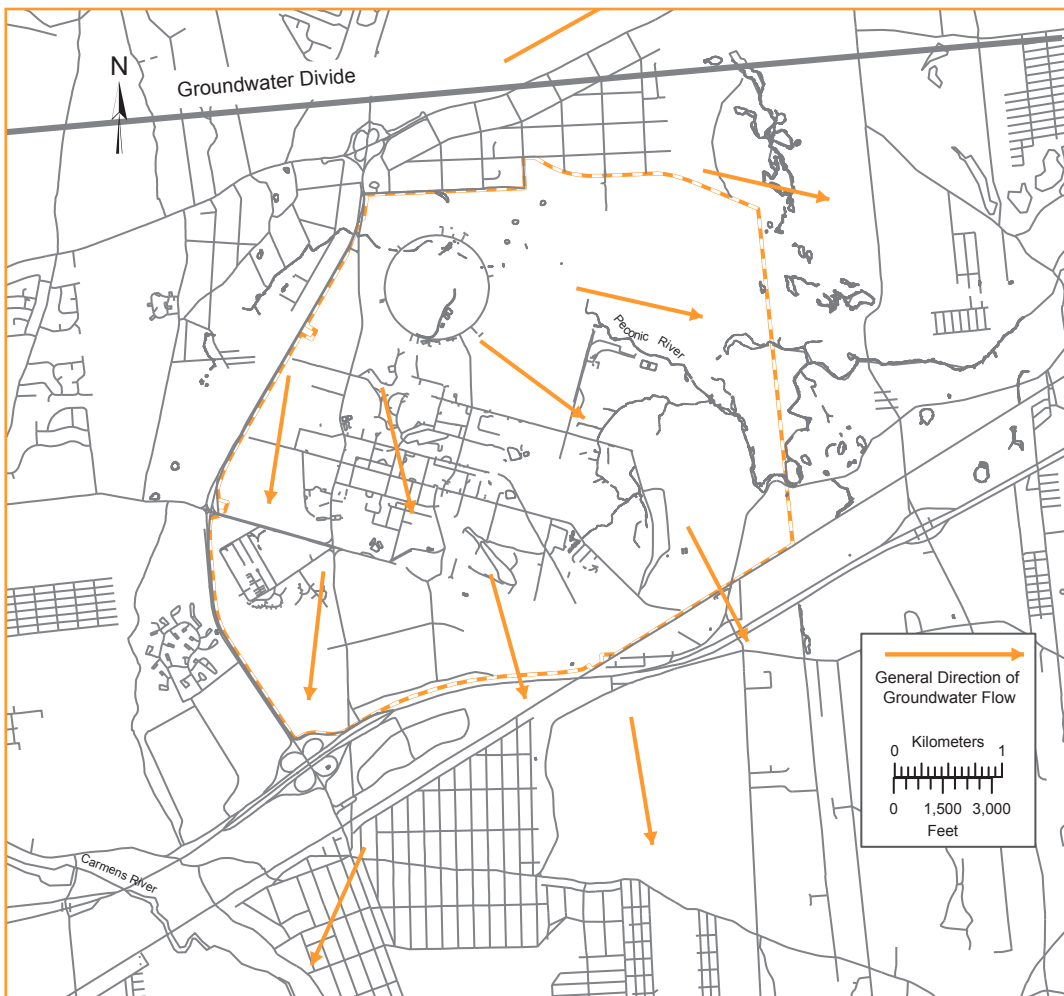 N
Groundwater Divide
Peconic River
General Direction of
Groundwater Flow
Kilometers
0 1
0 1,500 3,000
Feet
Carmens River